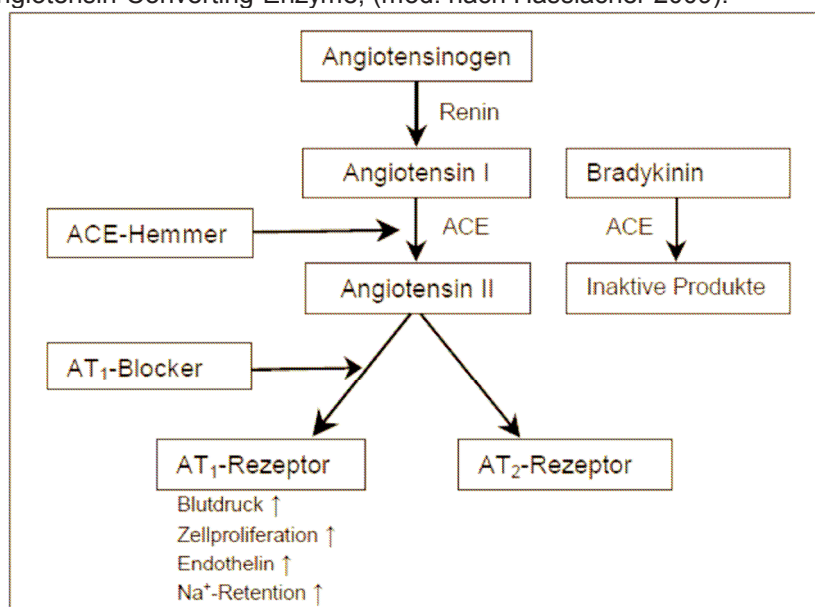 Angiotensin Converting Enzyme, (mod. nach Hasslacher 2005).
Angiotensinogen
Renin
Angiotensin I
Bradykinin
ACE-Hemmer
ACE
ACE
Angiotensin II
Inaktive Produkte
AT₁-Blocker
AT₁-Rezeptor
AT₂-Rezeptor
Blutdruck ↑
Zellproliferation ↑
Endothelin ↑
Na⁺-Retention ↑